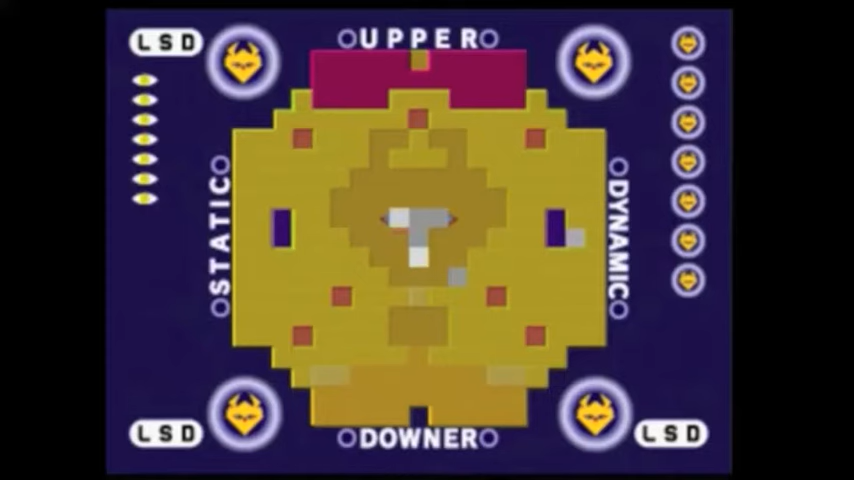 LSD
UPPER
STATIC
DYNAMIC
LSD
DOWNER
LSD